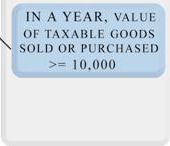 IN A YEAR, VALUE
OF TAXABLE GOODS
SOLD OR PURCHASED
>= 10,000